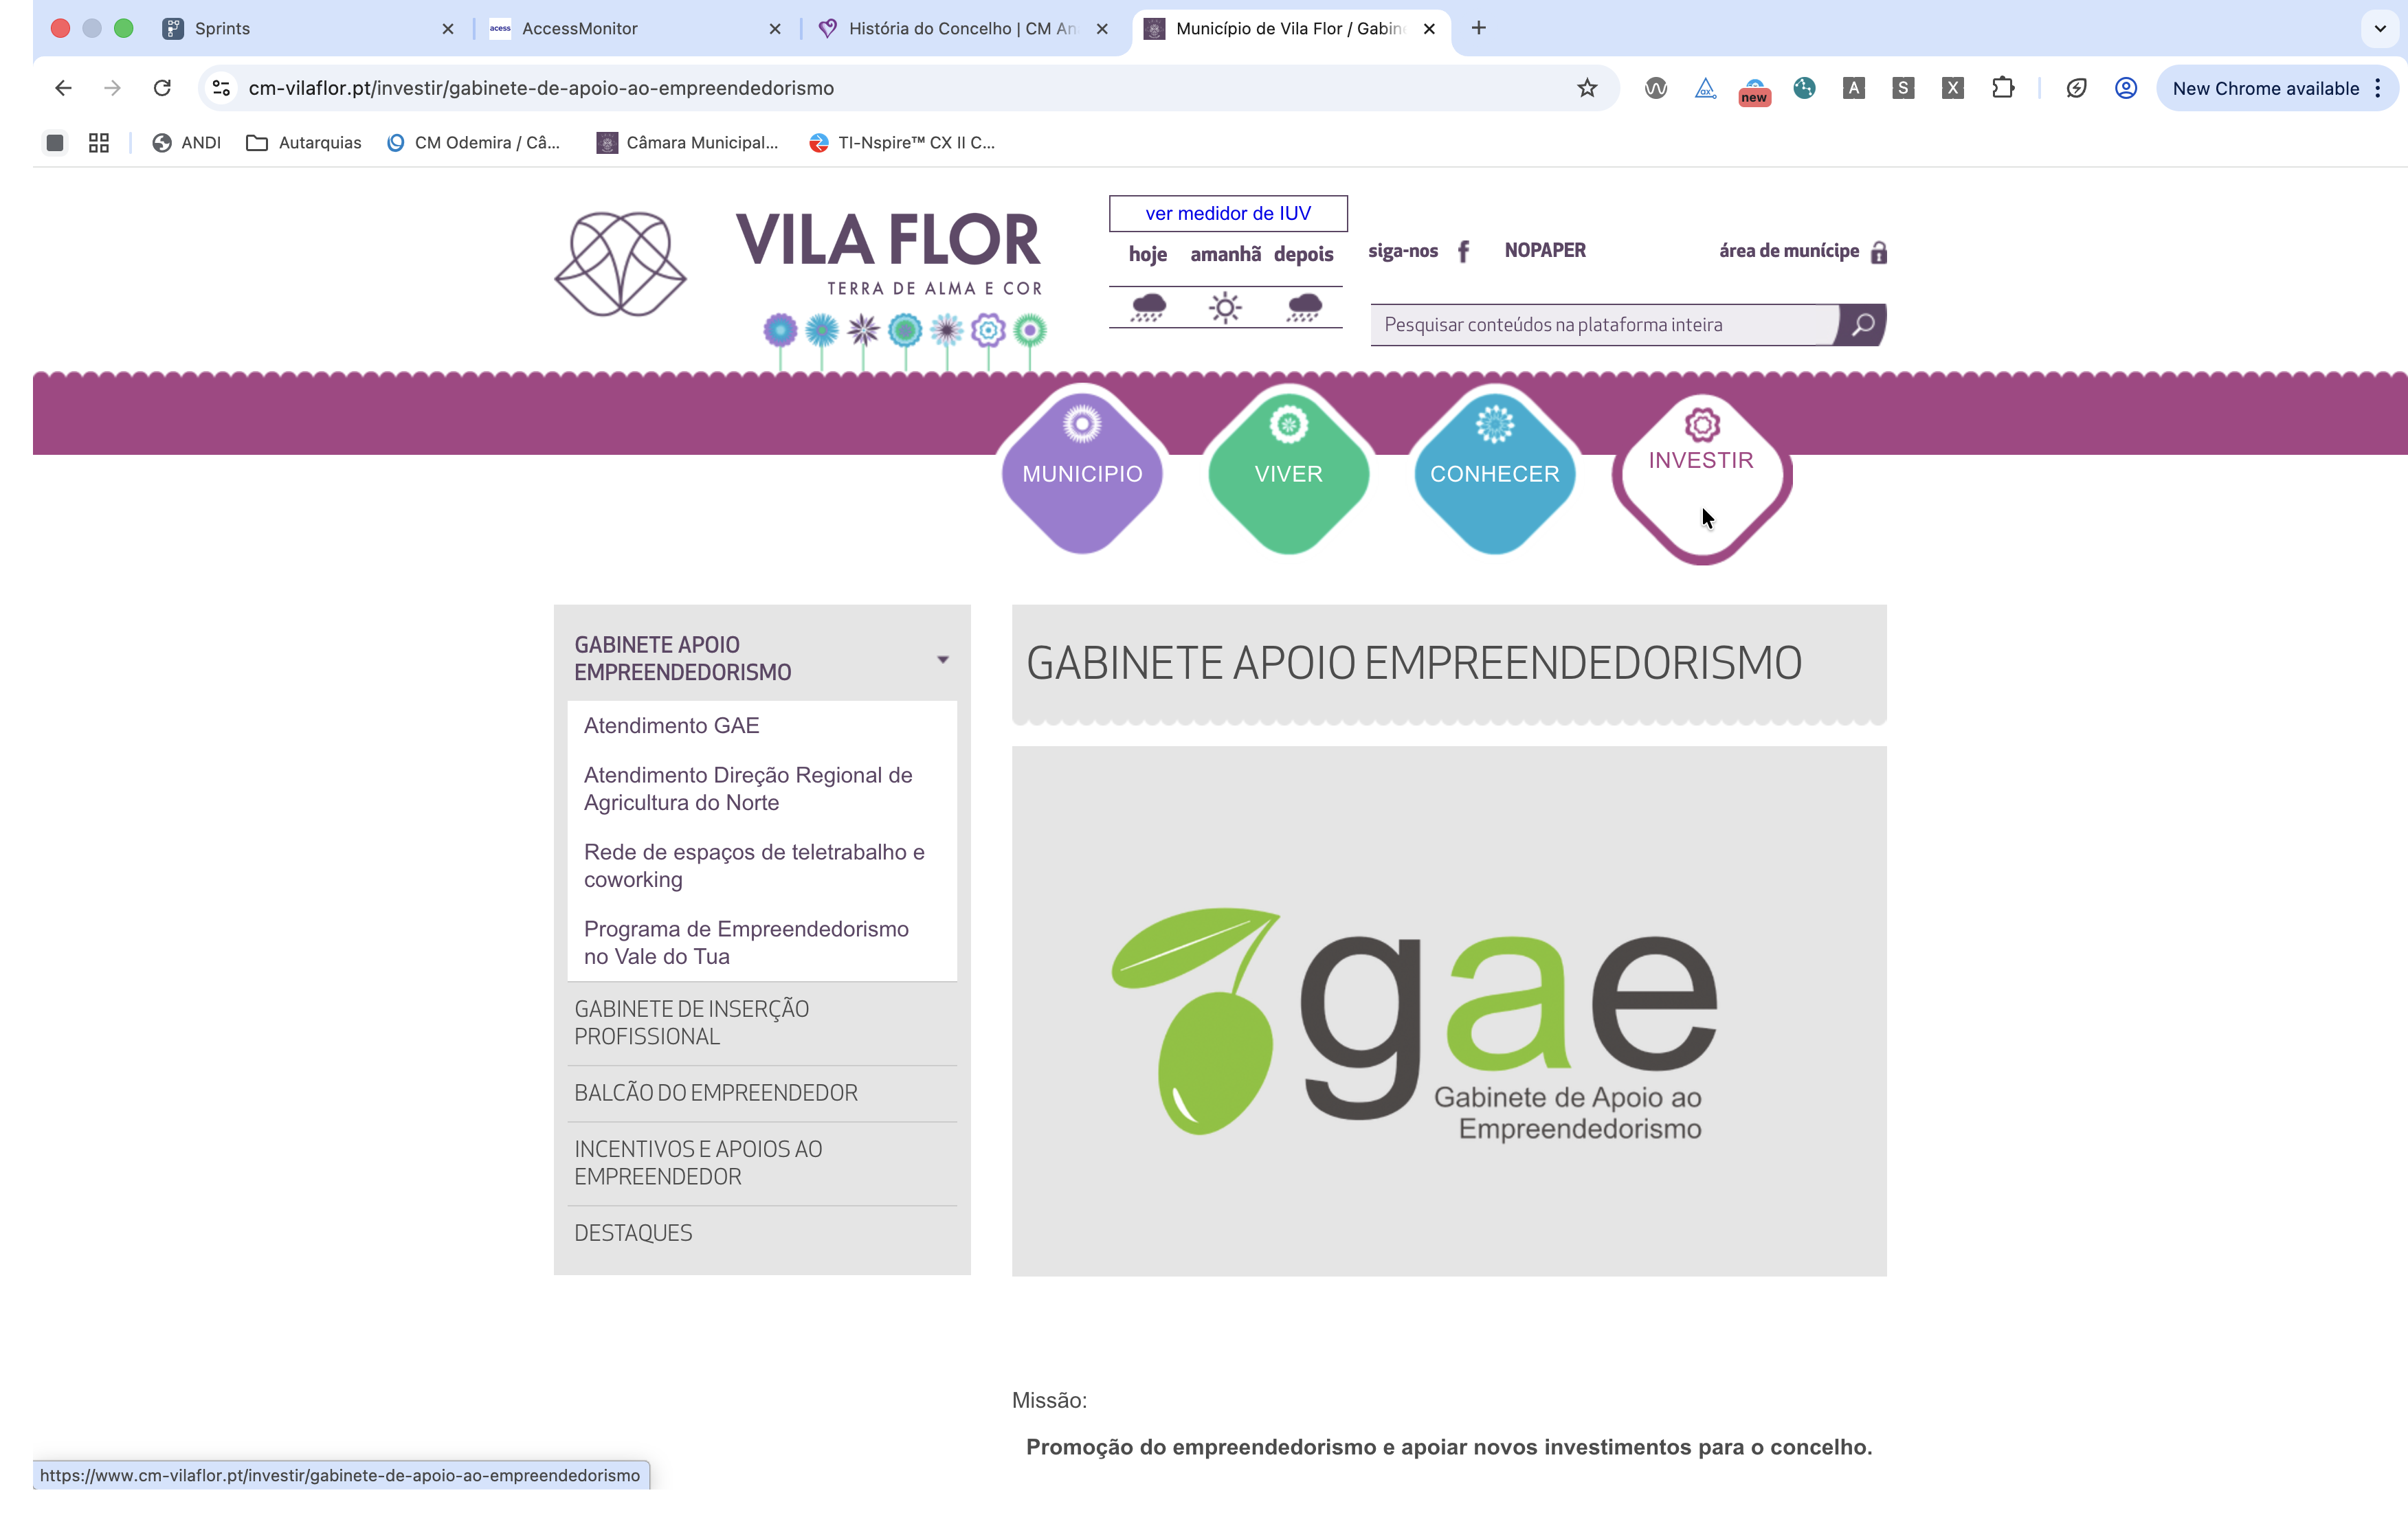 Sprints
AccessMonitor
História do Concelho | CM An
Município de Vila Flor / Gabin
cm-vilaflor.pt/investir/gabinete-de-apoio-ao-empreendedorismo
new
A
S
X
New Chrome available
ANDI
Autarquias
CM Odemira / Câ...
Câmara Municipal...
TI-Nspire™ CX II C...
VILA FLOR
TERRA DE ALMA E COR
ver medidor de IUV
hoje amanhã depois
siga-nos
NOPAPER
área de munícipe
Pesquisar conteúdos na plataforma inteira
MUNICIPIO
VIVER
CONHECER
INVESTIR
GABINETE APOIO
EMPREENDEDORISMO
Atendimento GAE
Atendimento Direção Regional de
Agricultura do Norte
Rede de espaços de teletrabalho e
coworking
Programa de Empreendedorismo
no Vale do Tua
GABINETE DE INSERÇÃO
PROFISSIONAL
BALCÃO DO EMPREENDEDOR
INCENTIVOS E APOIOS AO
EMPREENDEDOR
DESTAQUES
GABINETE APOIO EMPREENDEDORISMO
gae
Gabinete de Apoio ao
Empreendedorismo
Missão:
Promoção do empreendedorismo e apoiar novos investimentos para o concelho.
https://www.cm-vilaflor.pt/investir/gabinete-de-apoio-ao-empreendedorismo